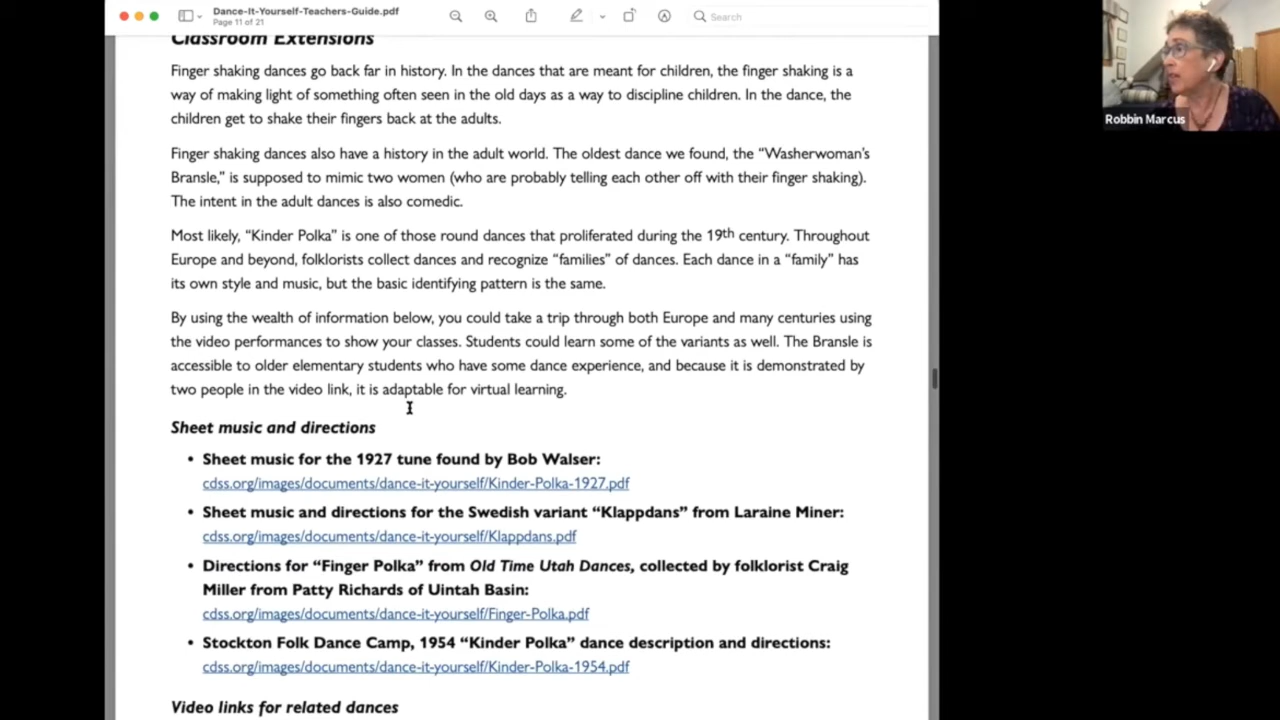 Dance-It-Yourself-Teachers-Guide.pdf
Page 11 of 21
Search
Robbin Marcus
Classroom Extensions
Finger shaking dances go back far in history. In the dances that are meant for children, the finger shaking is a
way of making light of something often seen in the old days as a way to discipline children. In the dance, the
children get to shake their fingers back at the adults.
Finger shaking dances also have a history in the adult world. The oldest dance we found, the “Washerwoman’s
Bransle,” is supposed to mimic two women (who are probably telling each other off with their finger shaking).
The intent in the adult dances is also comedic.
Most likely, “Kinder Polka” is one of those round dances that proliferated during the 19th century. Throughout
Europe and beyond, folklorists collect dances and recognize “families” of dances. Each dance in a “family” has
its own style and music, but the basic identifying pattern is the same.
By using the wealth of information below, you could take a trip through both Europe and many centuries using
the video performances to show your classes. Students could learn some of the variants as well. The Bransle is
accessible to older elementary students who have some dance experience, and because it is demonstrated by
two people in the video link, it is adaptable for virtual learning.
Sheet music and directions
• Sheet music for the 1927 tune found by Bob Walser:
cdss.org/images/documents/dance-it-yourself/Kinder-Polka-1927.pdf
• Sheet music and directions for the Swedish variant “Klappdans” from Laraine Miner:
cdss.org/images/documents/dance-it-yourself/Klappdans.pdf
• Directions for “Finger Polka” from Old Time Utah Dances, collected by folklorist Craig
Miller from Patty Richards of Uintah Basin:
cdss.org/images/documents/dance-it-yourself/Finger-Polka.pdf
• Stockton Folk Dance Camp, 1954 “Kinder Polka” dance description and directions:
cdss.org/images/documents/dance-it-yourself/Kinder-Polka-1954.pdf
Video links for related dances